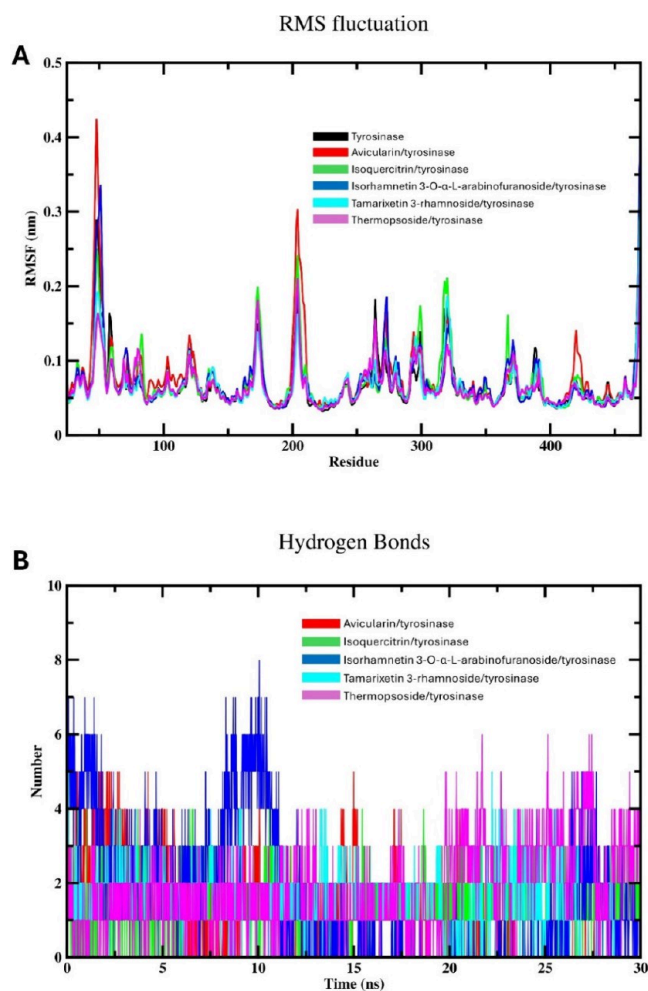 RMS fluctuation
A
0.5
0.4
0.3
0.2
0.1
0
RMSF (nm)
Tyrosinase
Avicularin/tyrosinase
Isoquercitrin/tyrosinase
Isorhamnetin 3-O-α-L-arabinofuranoside/tyrosinase
Tamarixetin 3-rhamnoside/tyrosinase
Thermopsoside/tyrosinase
100 200 300 400
Residue
Hydrogen Bonds
B
10
8
6
4
2
0
Number
Avicularin/tyrosinase
Isoquercitrin/tyrosinase
Isorhamnetin 3-O-α-L-arabinofuranoside/tyrosinase
Tamarixetin 3-rhamnoside/tyrosinase
Thermopsoside/tyrosinase
0 5 10 15 20 25 30
Time (ns)